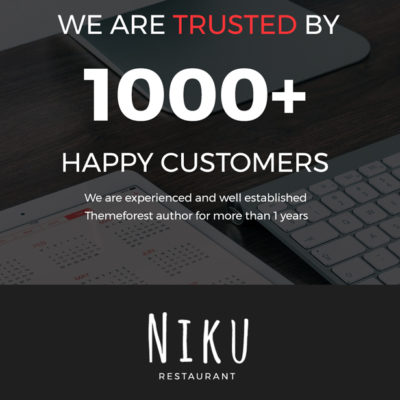 WE ARE TRUSTED BY
1000+
HAPPY CUSTOMERS
We are experienced and well established
Themeforest author for more than 1 years
NIKU
RESTAURANT